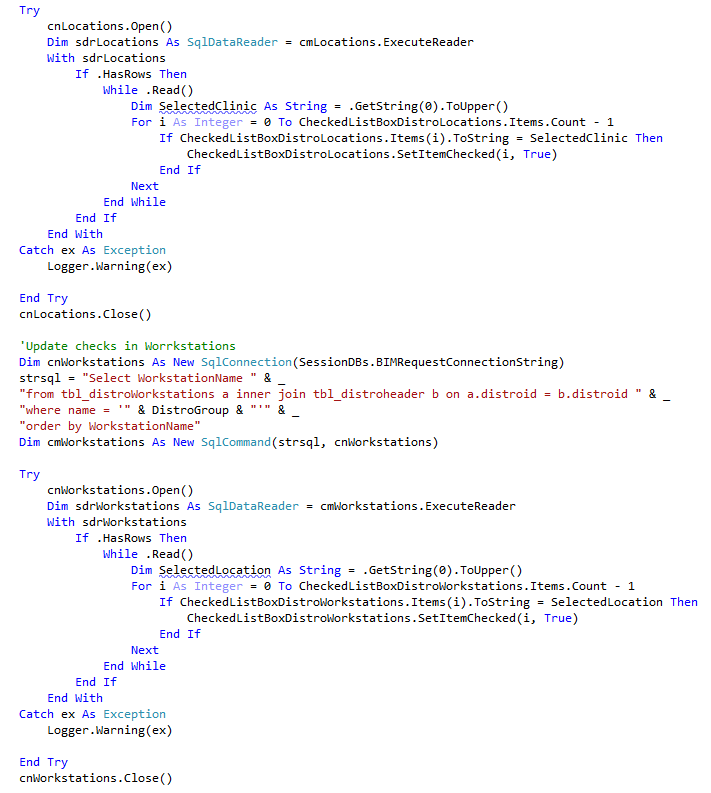 Try
    cnLocations.Open()
    Dim sdrLocations As SqlDataReader = cmLocations.ExecuteReader
    With sdrLocations
        If .HasRows Then
            While .Read()
                Dim SelectedClinic As String = .GetString(0).ToUpper()
                For i As Integer = 0 To CheckedListBoxDistroLocations.Items.Count - 1
                    If CheckedListBoxDistroLocations.Items(i).ToString = SelectedClinic Then
                        CheckedListBoxDistroLocations.SetItemChecked(i, True)
                    End If
                Next
            End While
        End If
    End With
Catch ex As Exception
    Logger.Warning(ex)

End Try
cnLocations.Close()

'Update checks in Worrkstations
Dim cnWorkstations As New SqlConnection(SessionDBs.BIMRequestConnectionString)
strsql = "Select WorkstationName " & _
"from tbl_distroWorkstations a inner join tbl_distroheader b on a.distroid = b.distroid " & _
"where name = '" & DistroGroup & "'" & _
"order by WorkstationName"
Dim cmWorkstations As New SqlCommand(strsql, cnWorkstations)

Try
    cnWorkstations.Open()
    Dim sdrWorkstations As SqlDataReader = cmWorkstations.ExecuteReader
    With sdrWorkstations
        If .HasRows Then
            While .Read()
                Dim SelectedLocation As String = .GetString(0).ToUpper()
                For i As Integer = 0 To CheckedListBoxDistroWorkstations.Items.Count - 1
                    If CheckedListBoxDistroWorkstations.Items(i).ToString = SelectedLocation Then
                        CheckedListBoxDistroWorkstations.SetItemChecked(i, True)
                    End If
                Next
            End While
        End If
    End With
Catch ex As Exception
    Logger.Warning(ex)

End Try
cnWorkstations.Close()